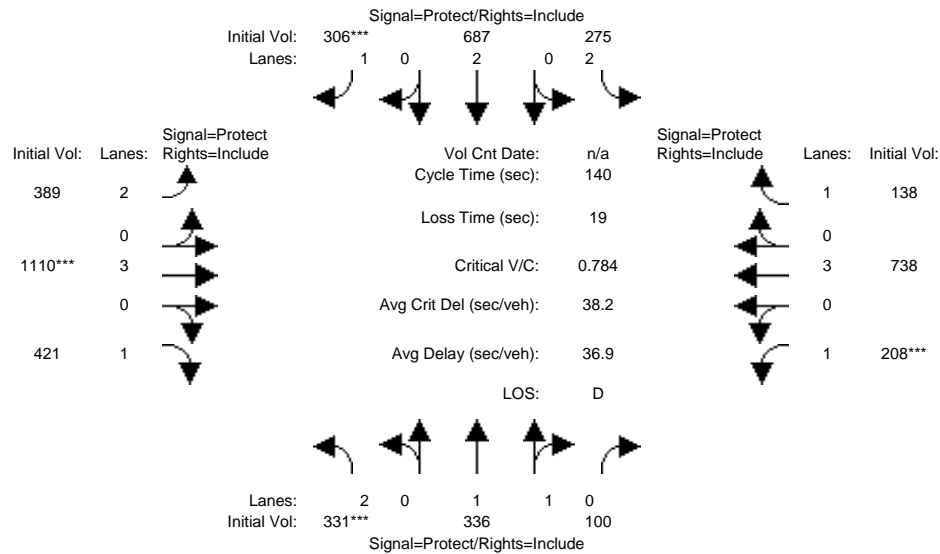 Signal=Protect/Rights=Include
Initial Vol: 306*** 687 275
Lanes: 1 0 2 0 2
Signal=Protect Signal=Protect
Initial Vol: Lanes: Rights=Include Vol Cnt Date: n/a Rights=Include Lanes: Initial Vol:
Cycle Time (sec): 140
389 2 1 138
Loss Time (sec): 19
0 0
1110*** 3 Critical V/C: 0.784 3 738
0 Avg Crit Del (sec/veh): 38.2 0
421 1 Avg Delay (sec/veh): 36.9 1 208***
LOS: D
Lanes: 2 0 1 1 0
Initial Vol: 331*** 336 100
Signal=Protect/Rights=Include